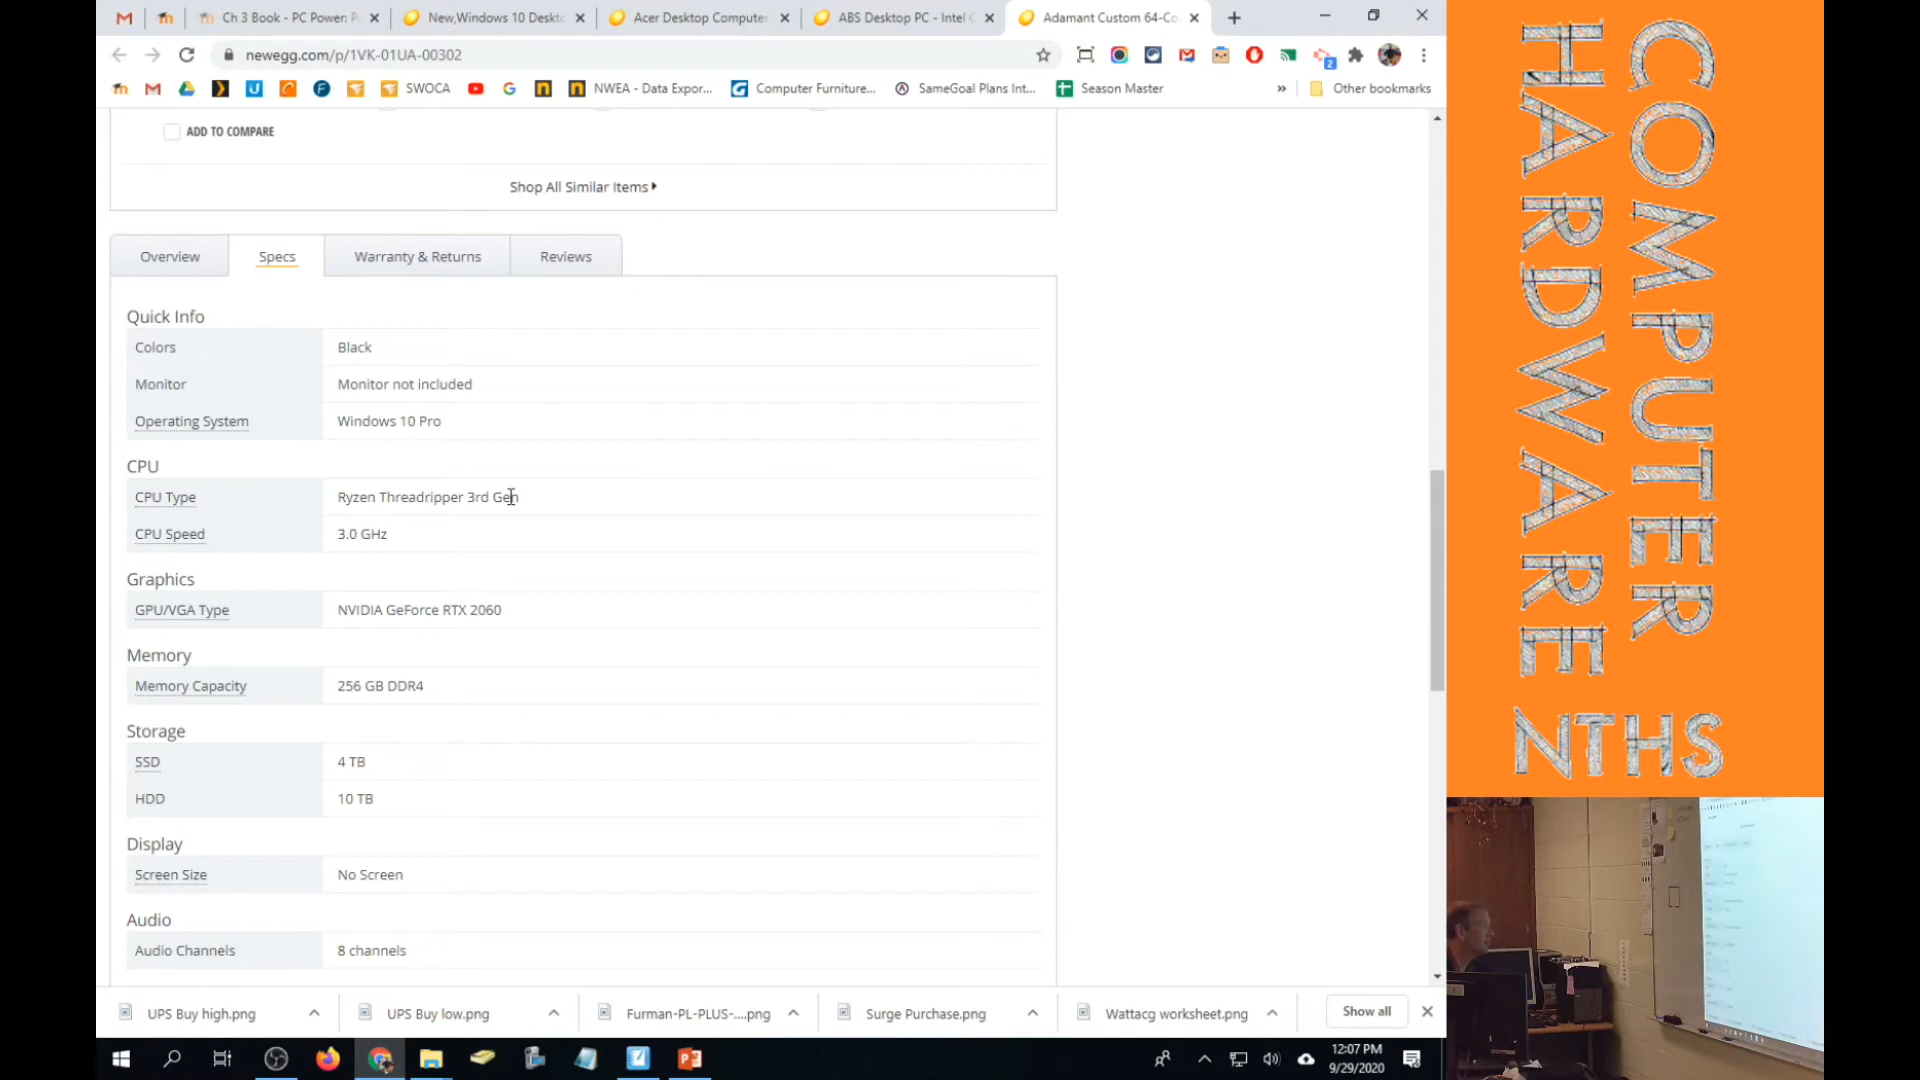 Ch 3 Book - PC Power: P
New,Windows 10 Deskto
Acer Desktop Compute
ABS Desktop PC - Intel
Adamant Custom 64-Co
newegg.com/p/1VK-01UA-00302
2
SWOCA
NWEA - Data Expor...
Computer Furniture...
SameGoal Plans Int...
Season Master
»
Other bookmarks
ADD TO COMPARE
Shop All Similar Items
Overview
Specs
Warranty & Returns
Reviews
Quick Info
Colors Black
Monitor Monitor not included
Operating System Windows 10 Pro
CPU
CPU Type Ryzen Threadripper 3rd Gen
CPU Speed 3.0 GHz
Graphics
GPU/VGA Type NVIDIA GeForce RTX 2060
Memory
Memory Capacity 256 GB DDR4
Storage
SSD 4 TB
HDD 10 TB
Display
Screen Size No Screen
Audio
Audio Channels 8 channels
UPS Buy high.png
UPS Buy low.png
Furman-PL-PLUS-....png
Surge Purchase.png
Wattacg worksheet.png
Show all
12:07 PM
9/29/2020
COMPUTER
HARDWARE
NTHS